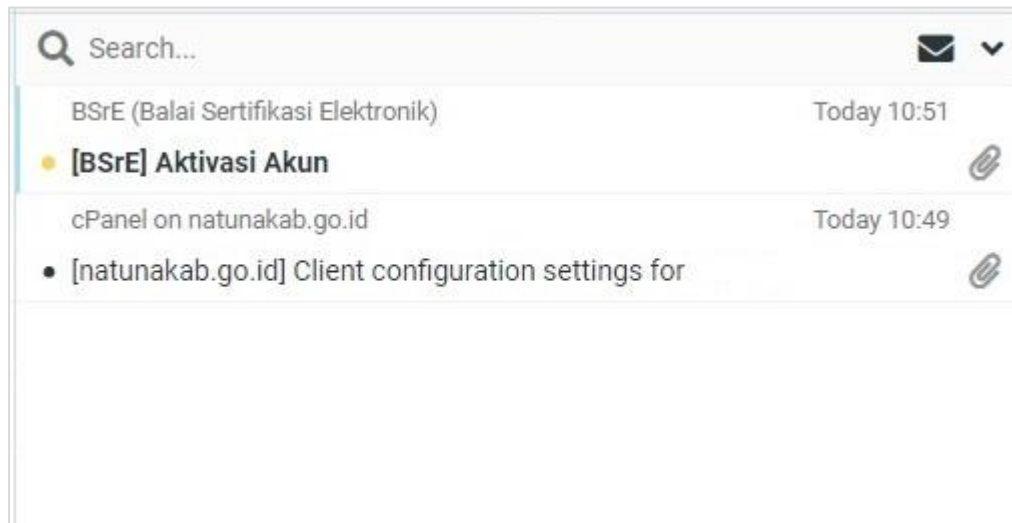 Search...
BSrE (Balai Sertifikasi Elektronik) Today 10:51
[BSrE] Aktivasi Akun
cPanel on natunakab.go.id Today 10:49
[natunakab.go.id] Client configuration settings for